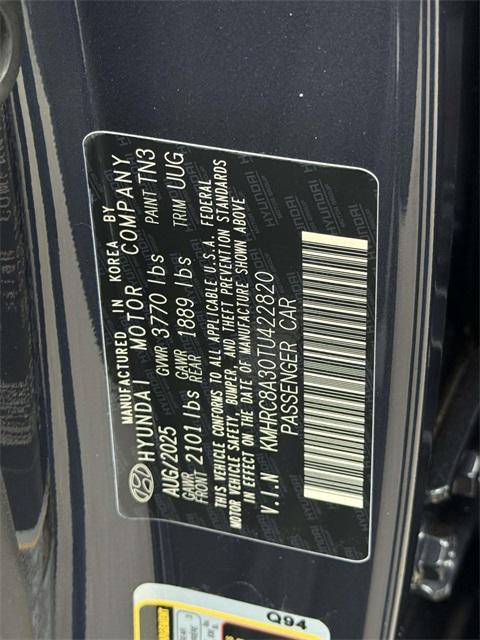 MANUFACTURED IN KOREA BY
HYUNDAI MOTOR COMPANY
AUG/2025 GVWR 3770 lbs PAINT TN3
GAWR FRONT 2101 lbs GAWR REAR 1889 lbs TRIM UUG
THIS VEHICLE CONFORMS TO ALL APPLICABLE U.S.A. FEDERAL
MOTOR VEHICLE SAFETY, BUMPER, AND THEFT PREVENTION STANDARDS
IN EFFECT ON THE DATE OF MANUFACTURE SHOWN ABOVE
V.I.N KMHRC8A30TU422820
PASSENGER CAR
Q94